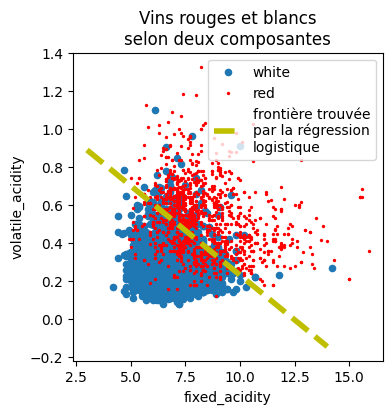 Vins rouges et blancs
selon deux composantes
white
red
frontière trouvée
par la régression
logistique
volatile_acidity
1.4
1.2
1.0
0.8
0.6
0.4
0.2
0.0
−0.2
2.5 5.0 7.5 10.0 12.5 15.0
fixed_acidity